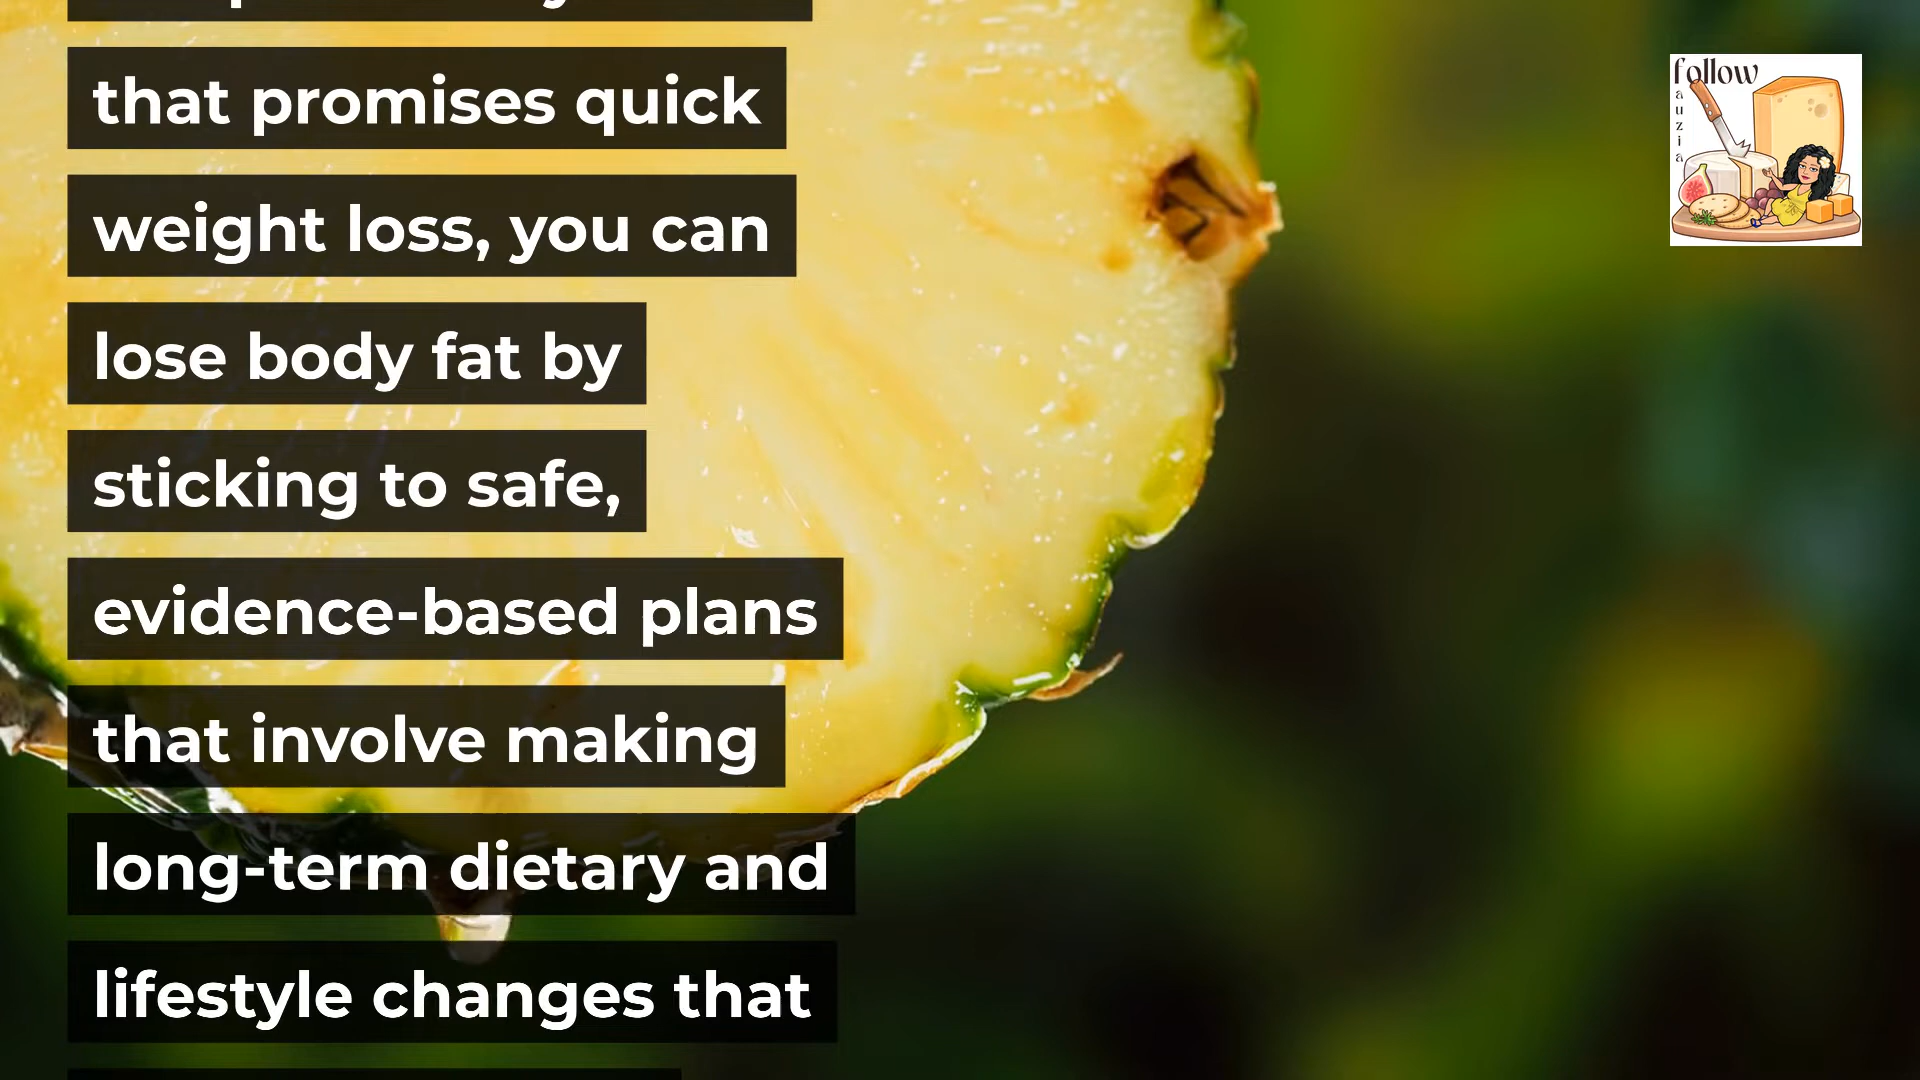 that promises quick
weight loss, you can
lose body fat by
sticking to safe,
evidence-based plans
that involve making
long-term dietary and
lifestyle changes that
follow
auzia